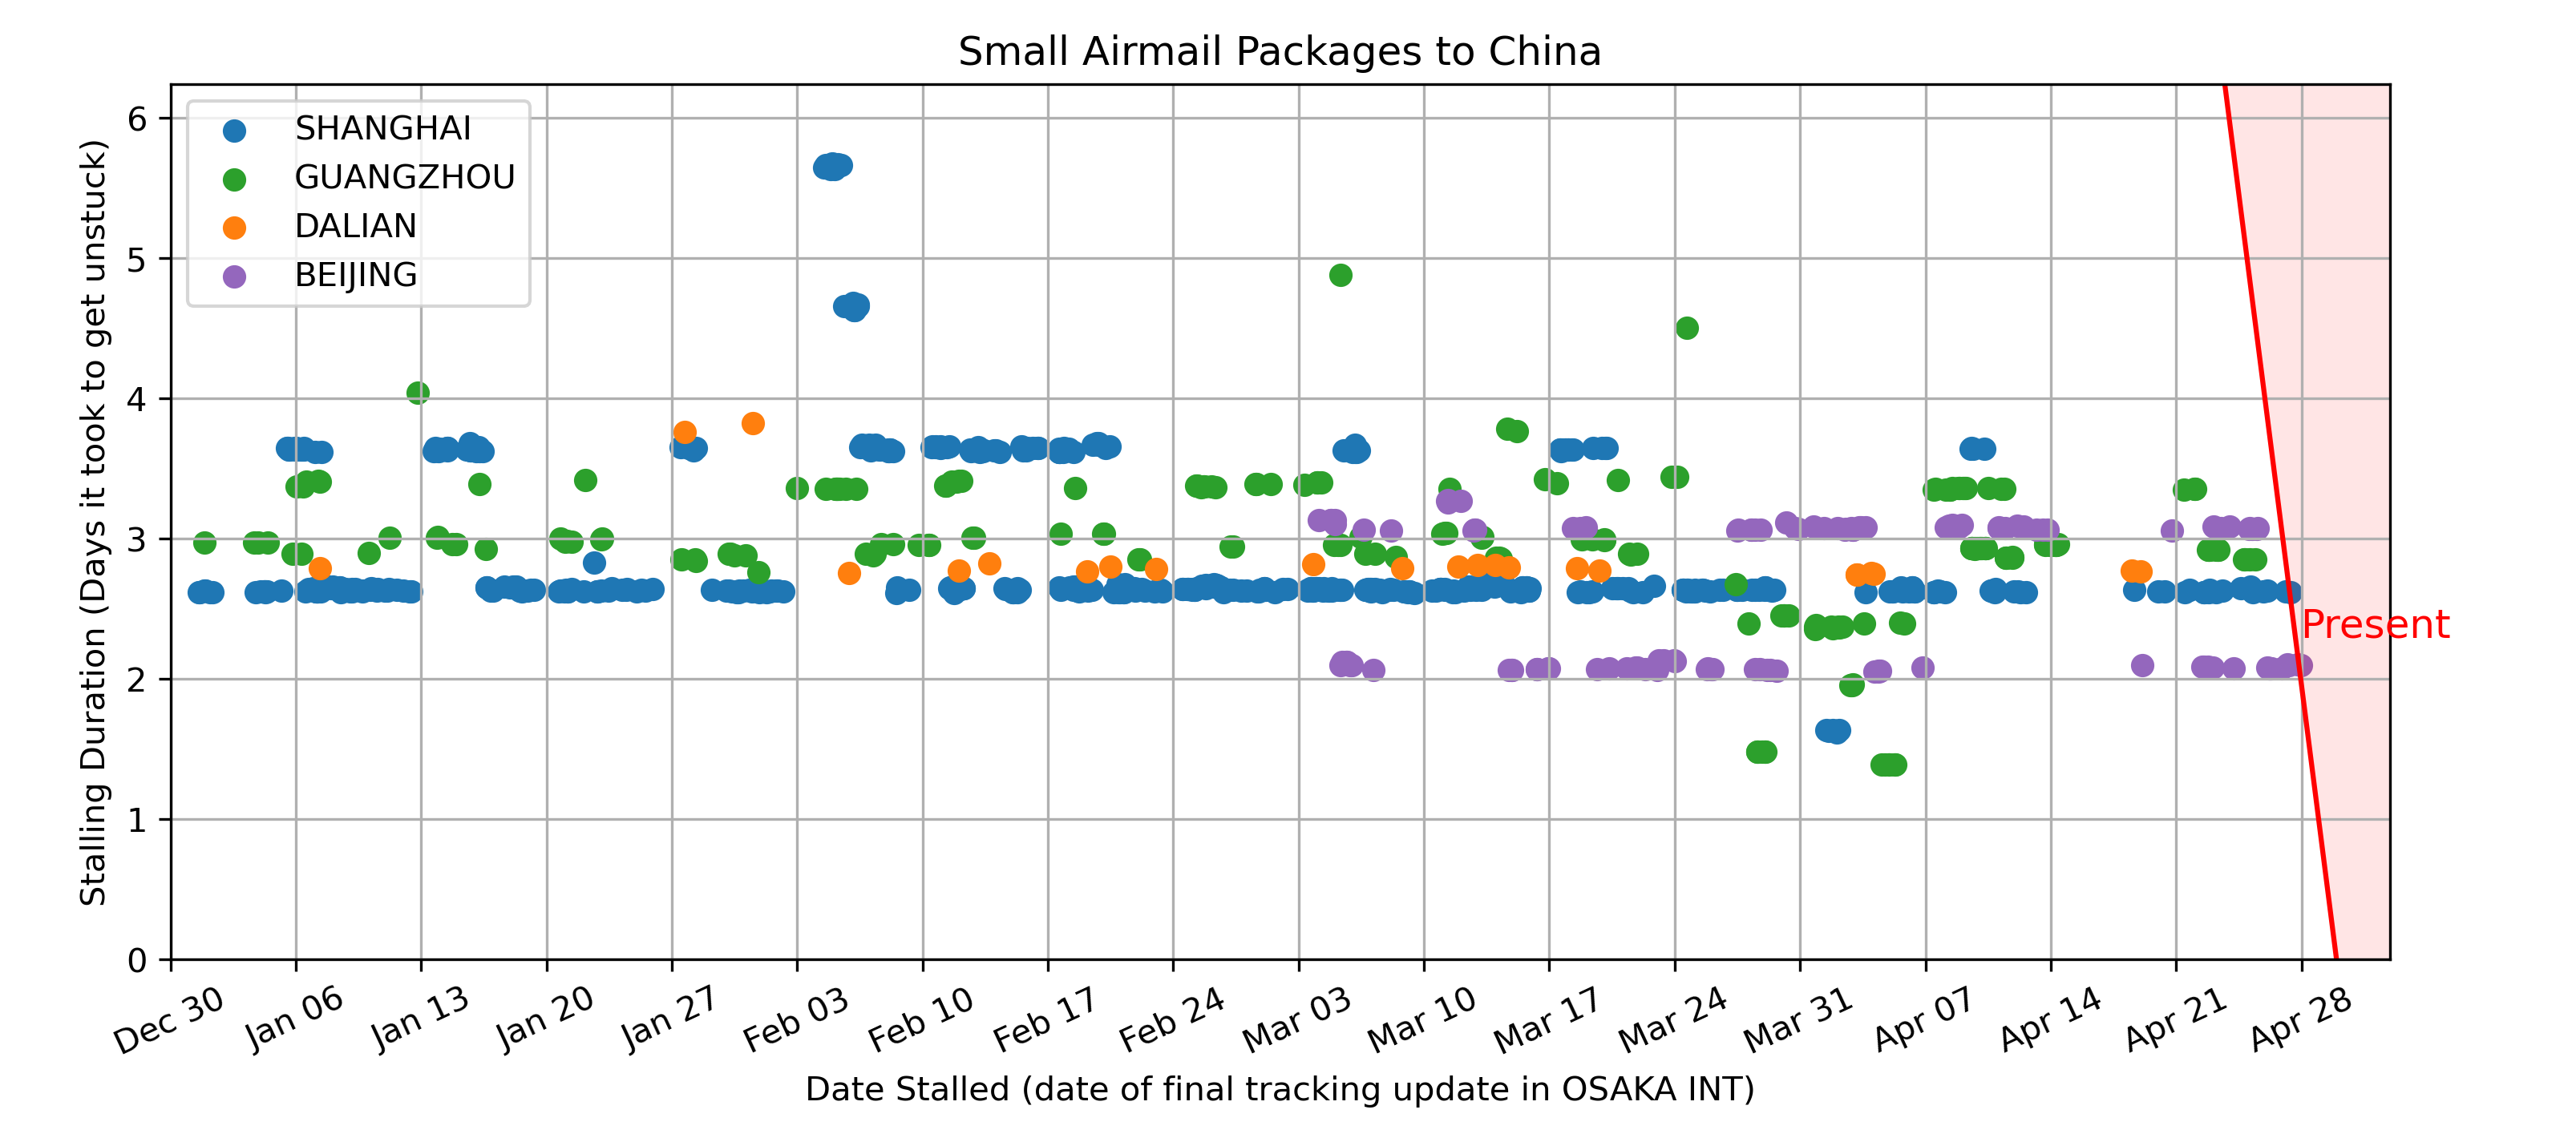 Small Airmail Packages to China
SHANGHAI
GUANGZHOU
DALIAN
BEIJING
Stalling Duration (Days it took to get unstuck)
6
5
4
3
2
1
0
Present
Dec 30
Jan 06
Jan 13
Jan 20
Jan 27
Feb 03
Feb 10
Feb 17
Feb 24
Mar 03
Mar 10
Mar 17
Mar 24
Mar 31
Apr 07
Apr 14
Apr 21
Apr 28
Date Stalled (date of final tracking update in OSAKA INT)